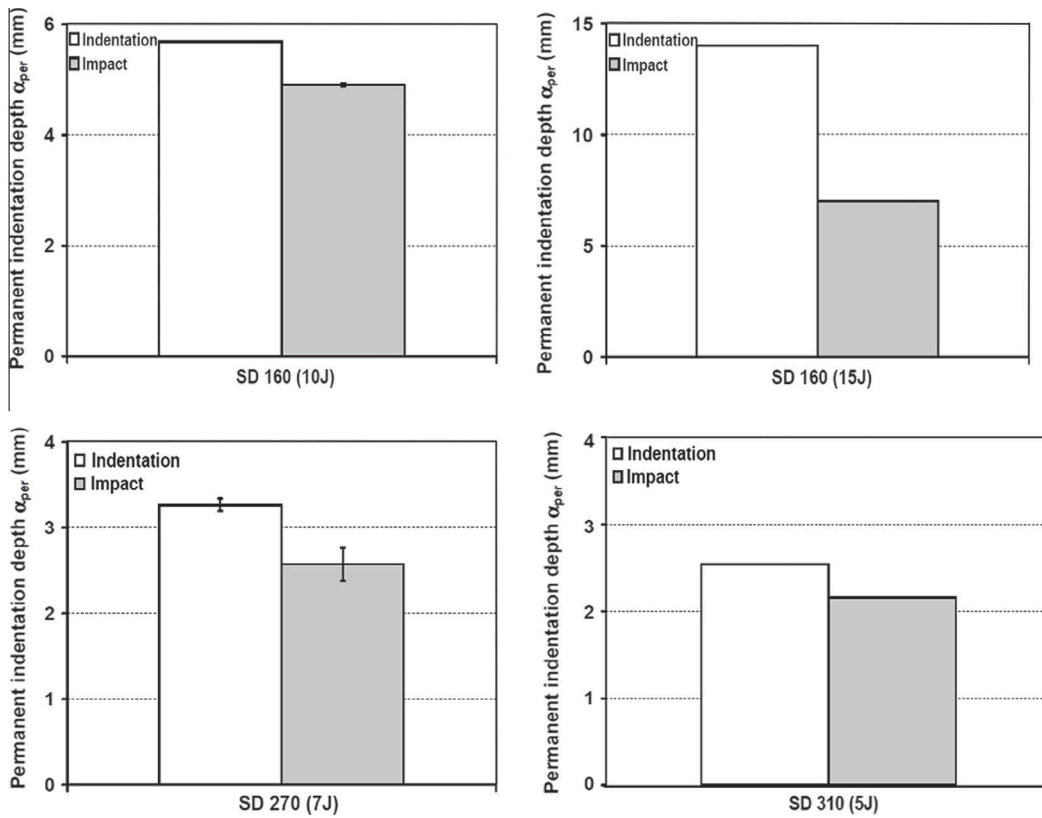 Permanent indentation depth αper (mm)
6
4
2
0
Indentation
Impact
SD 160 (10J)
Permanent indentation depth αper (mm)
15
10
5
0
Indentation
Impact
SD 160 (15J)
Permanent indentation depth αper (mm)
4
3
2
1
0
Indentation
Impact
SD 270 (7J)
Permanent indentation depth αper (mm)
4
3
2
1
0
Indentation
Impact
SD 310 (5J)